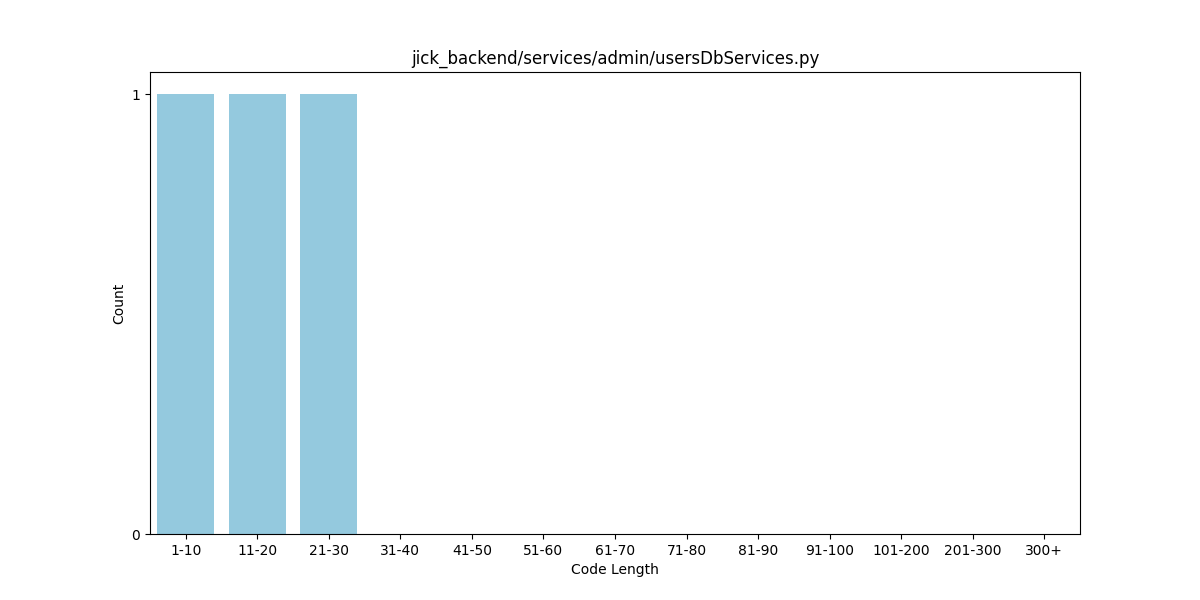 jick_backend/services/admin/usersDbServices.py
1
Count
0
1-10 11-20 21-30 31-40 41-50 51-60 61-70 71-80 81-90 91-100 101-200 201-300 300+
Code Length